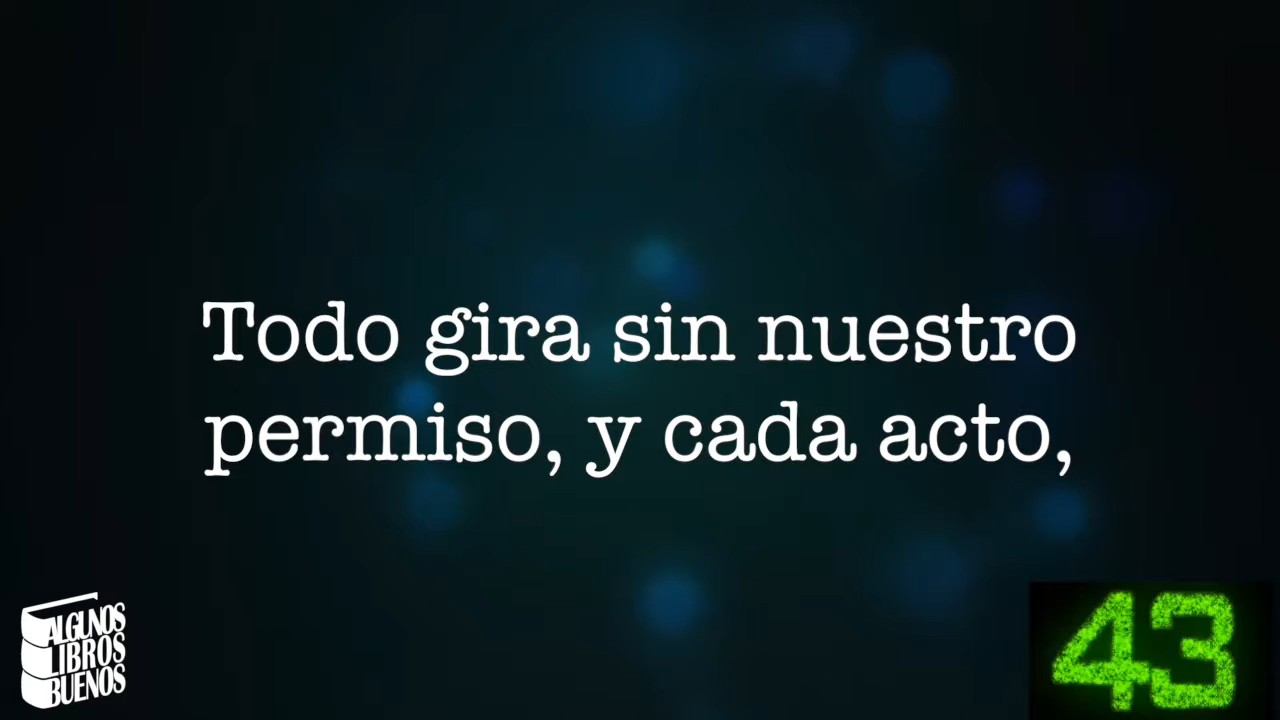 Todo gira sin nuestro
permiso, y cada acto,
ALGUNOS
LIBROS
BUENOS
43